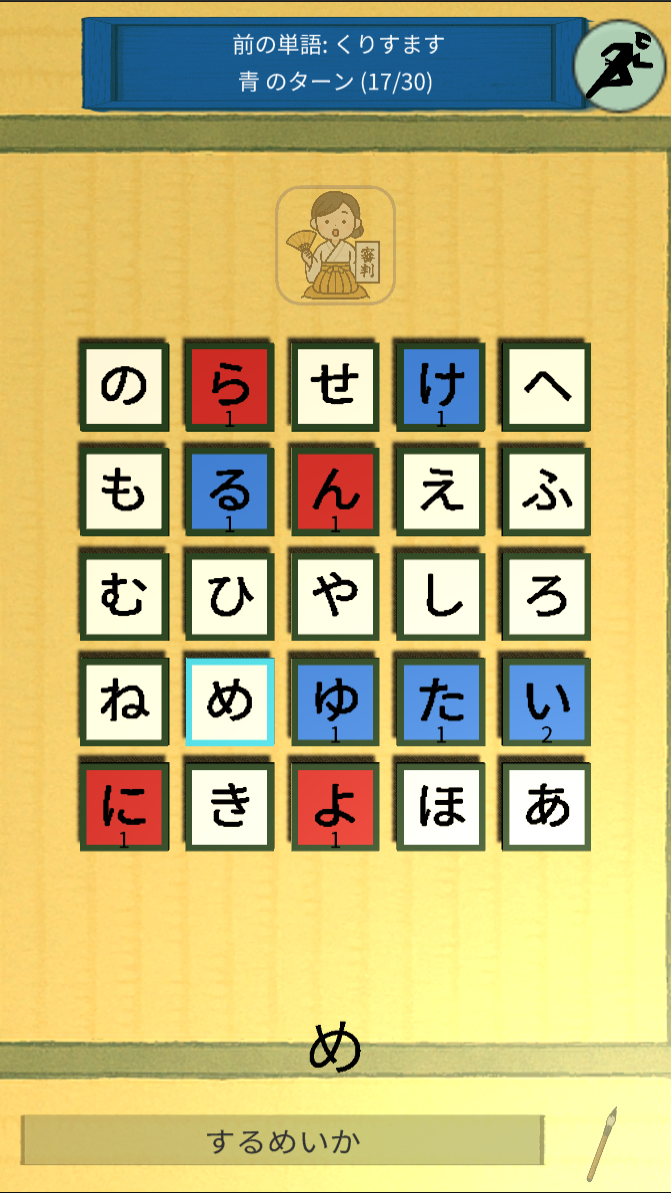 前の単語: くりすます
青 のターン (17/30)
審判
の ら せ け へ
1 1
も る ん え ふ
1 1
む ひ や し ろ
ね め ゆ た い
1 1 2
に き よ ほ あ
1 1
め
するめいか